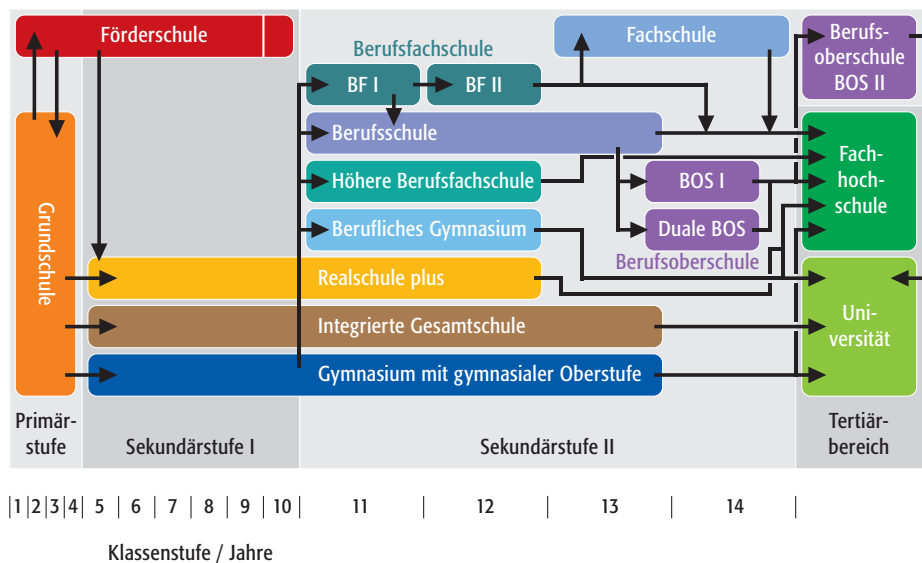 Förderschule
Berufsfachschule
Fachschule
Berufs-
oberschule
BOS II
BF I
BF II
Berufsschule
Fach-
hoch-
schule
Höhere Berufsfachschule
BOS I
Grundschule
Berufliches Gymnasium
Duale BOS
Berufsoberschule
Realschule plus
Integrierte Gesamtschule
Uni-
versität
Gymnasium mit gymnasialer Oberstufe
Primär-
stufe
Sekundärstufe I
Sekundärstufe II
Tertiär-
bereich
|1|2|3|4| 5 | 6 | 7 | 8 | 9 | 10 | 11 | 12 | 13 | 14 |
Klassenstufe / Jahre